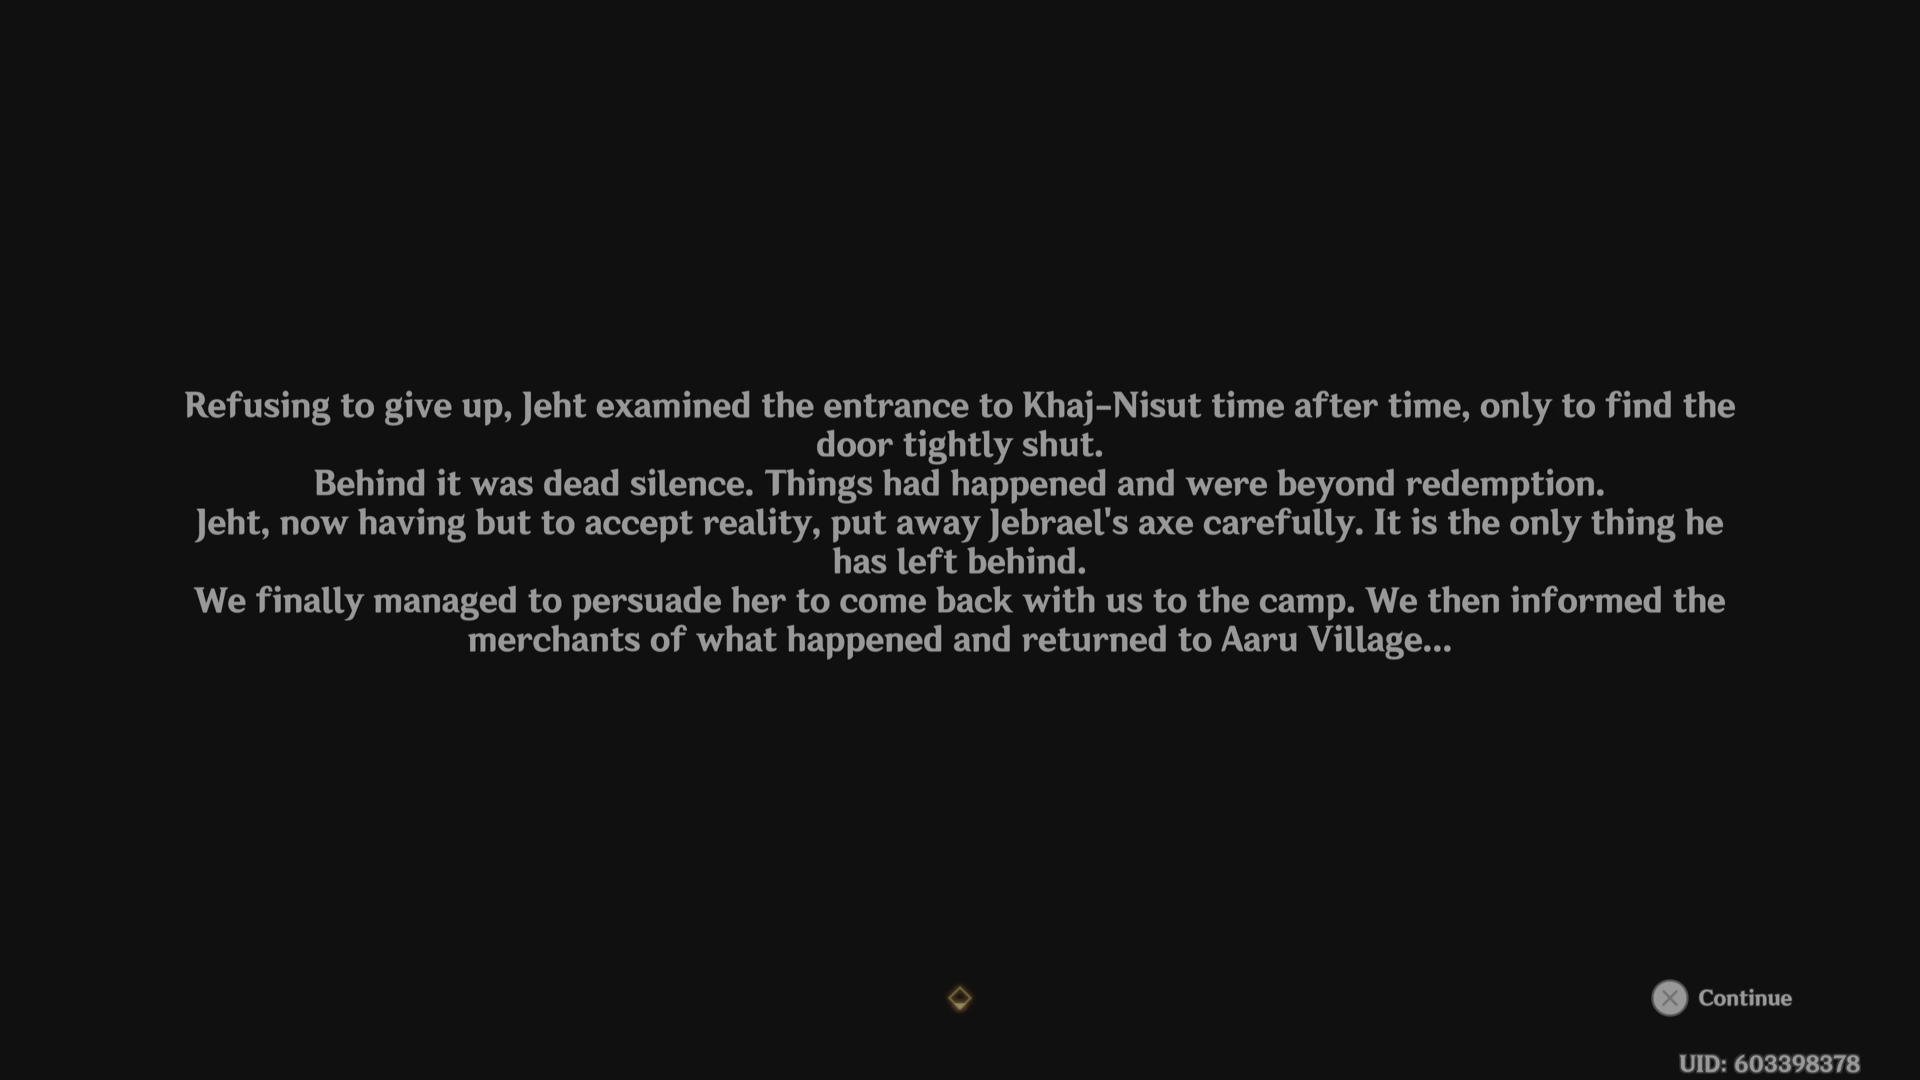 Refusing to give up, Jeht examined the entrance to Khaj-Nisut time after time, only to find the
door tightly shut.
Behind it was dead silence. Things had happened and were beyond redemption.
Jeht, now having but to accept reality, put away Jebrael's axe carefully. It is the only thing he
has left behind.
We finally managed to persuade her to come back with us to the camp. We then informed the
merchants of what happened and returned to Aaru Village...
Continue
UID: 603398378